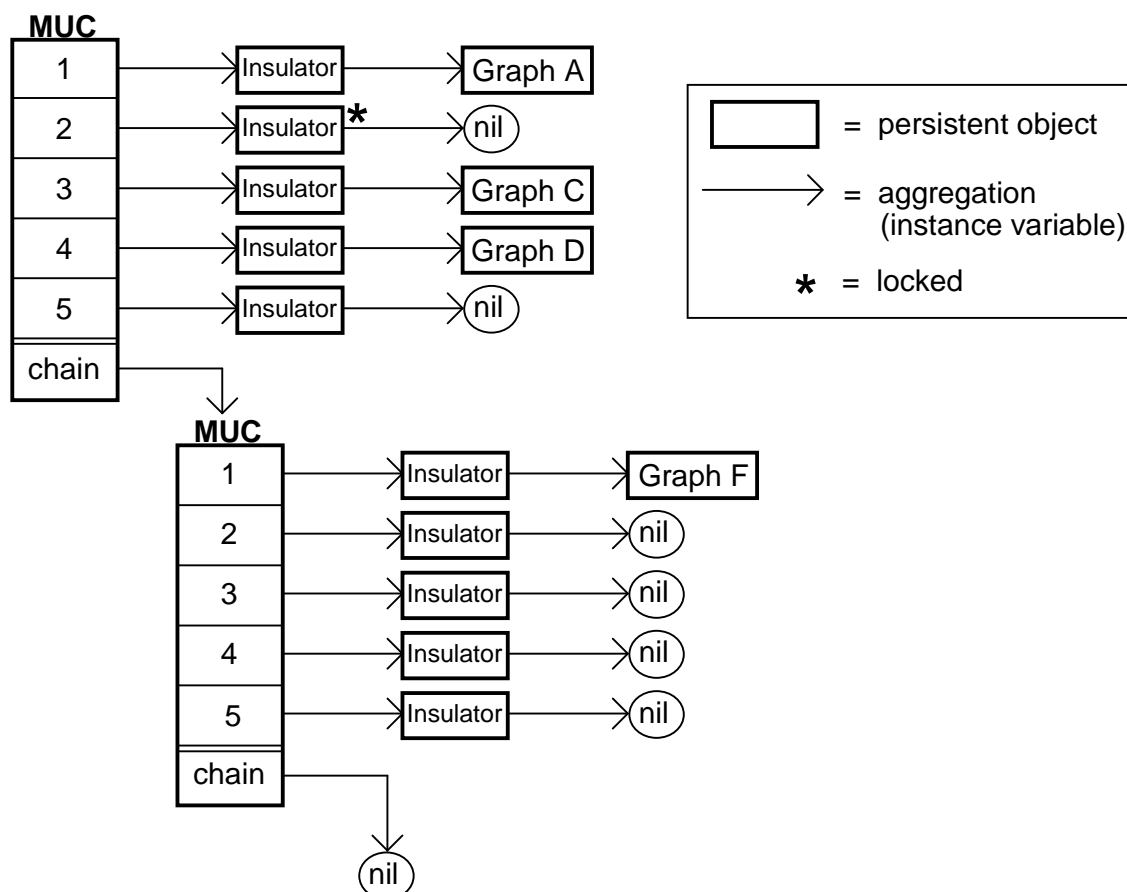 MUC
1 Insulator Graph A
2 Insulator * nil
3 Insulator Graph C
4 Insulator Graph D
5 Insulator nil
chain
= persistent object
= aggregation
(instance variable)
* = locked
MUC
1 Insulator Graph F
2 Insulator nil
3 Insulator nil
4 Insulator nil
5 Insulator nil
chain
nil